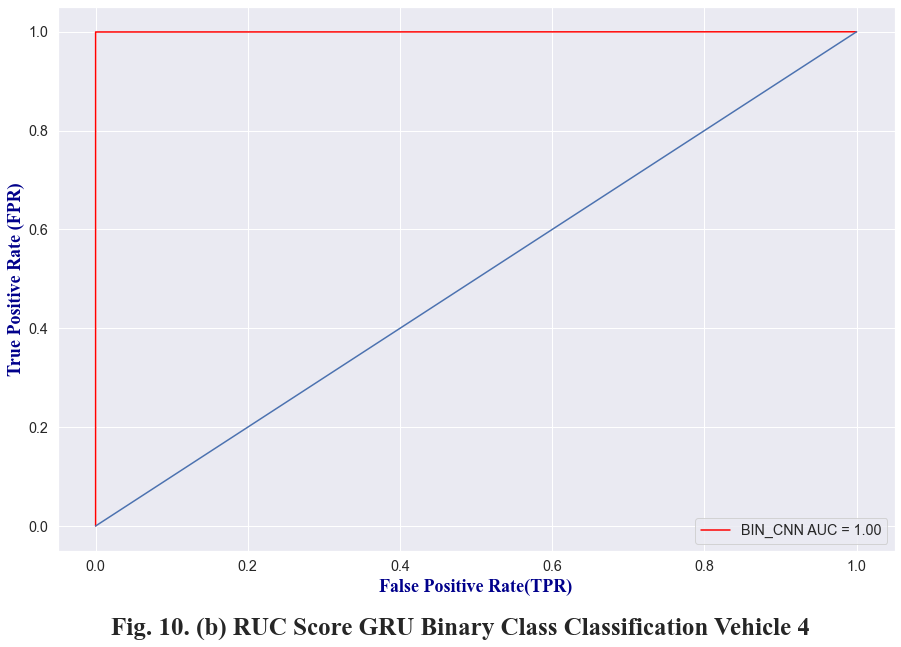 1.0
0.8
0.6
0.4
0.2
0.0
True Positive Rate (FPR)
BIN_CNN AUC = 1.00
0.0 0.2 0.4 0.6 0.8 1.0
False Positive Rate(TPR)
Fig. 10. (b) RUC Score GRU Binary Class Classification Vehicle 4